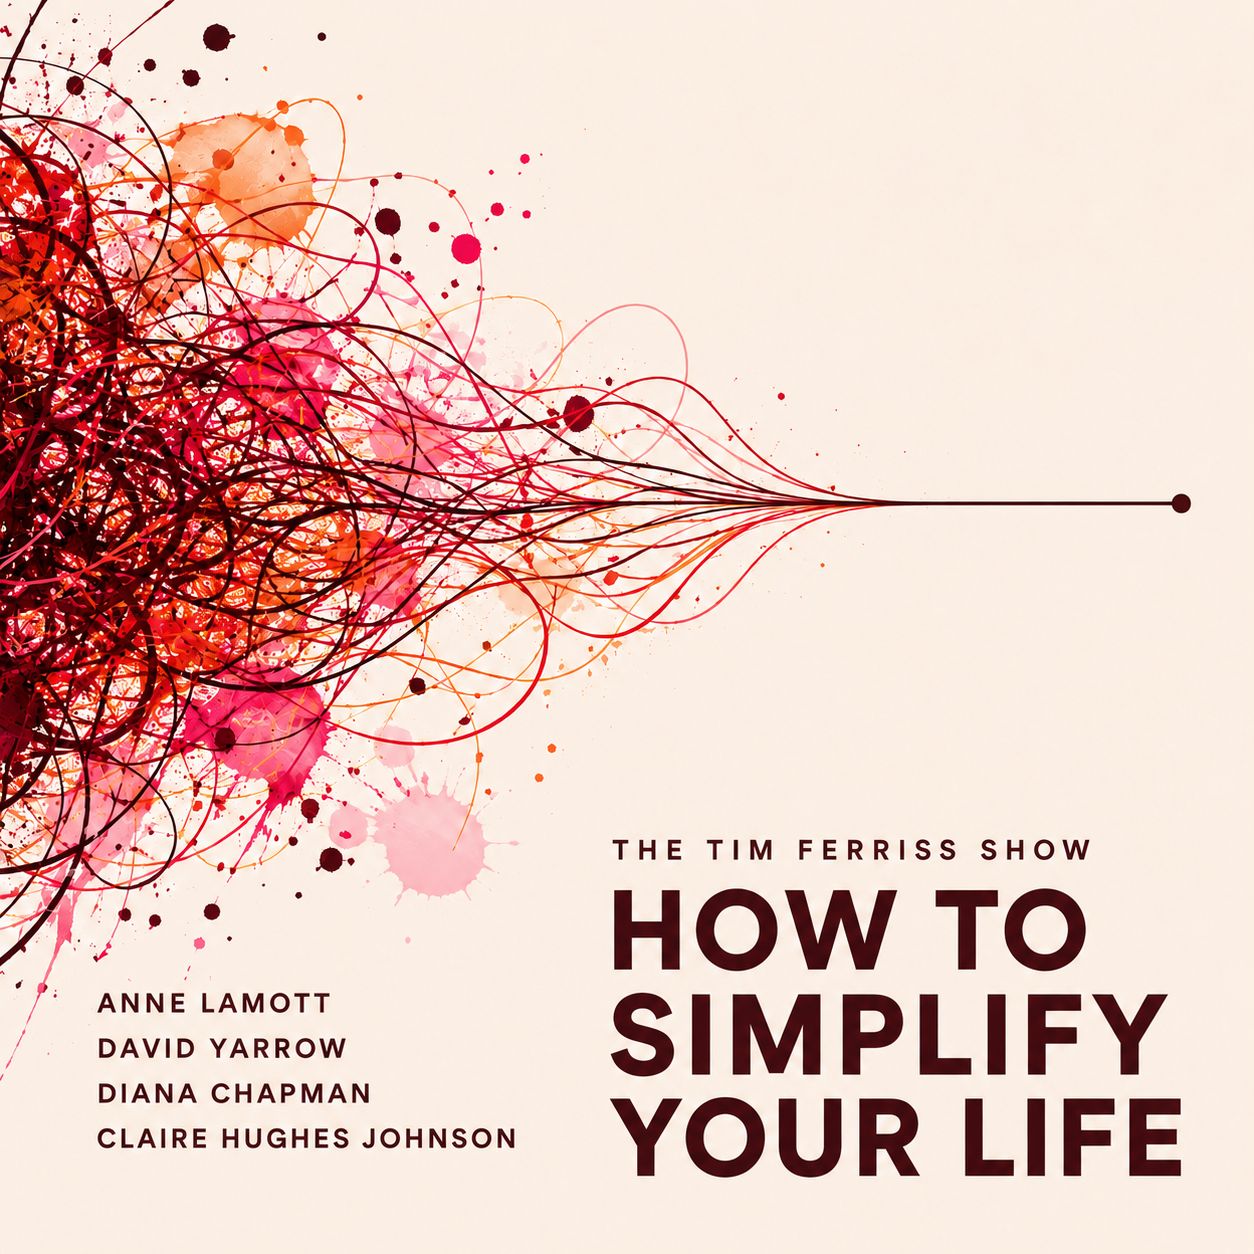 THE TIM FERRISS SHOW
HOW TO
SIMPLIFY
YOUR LIFE
ANNE LAMOTT
DAVID YARROW
DIANA CHAPMAN
CLAIRE HUGHES JOHNSON